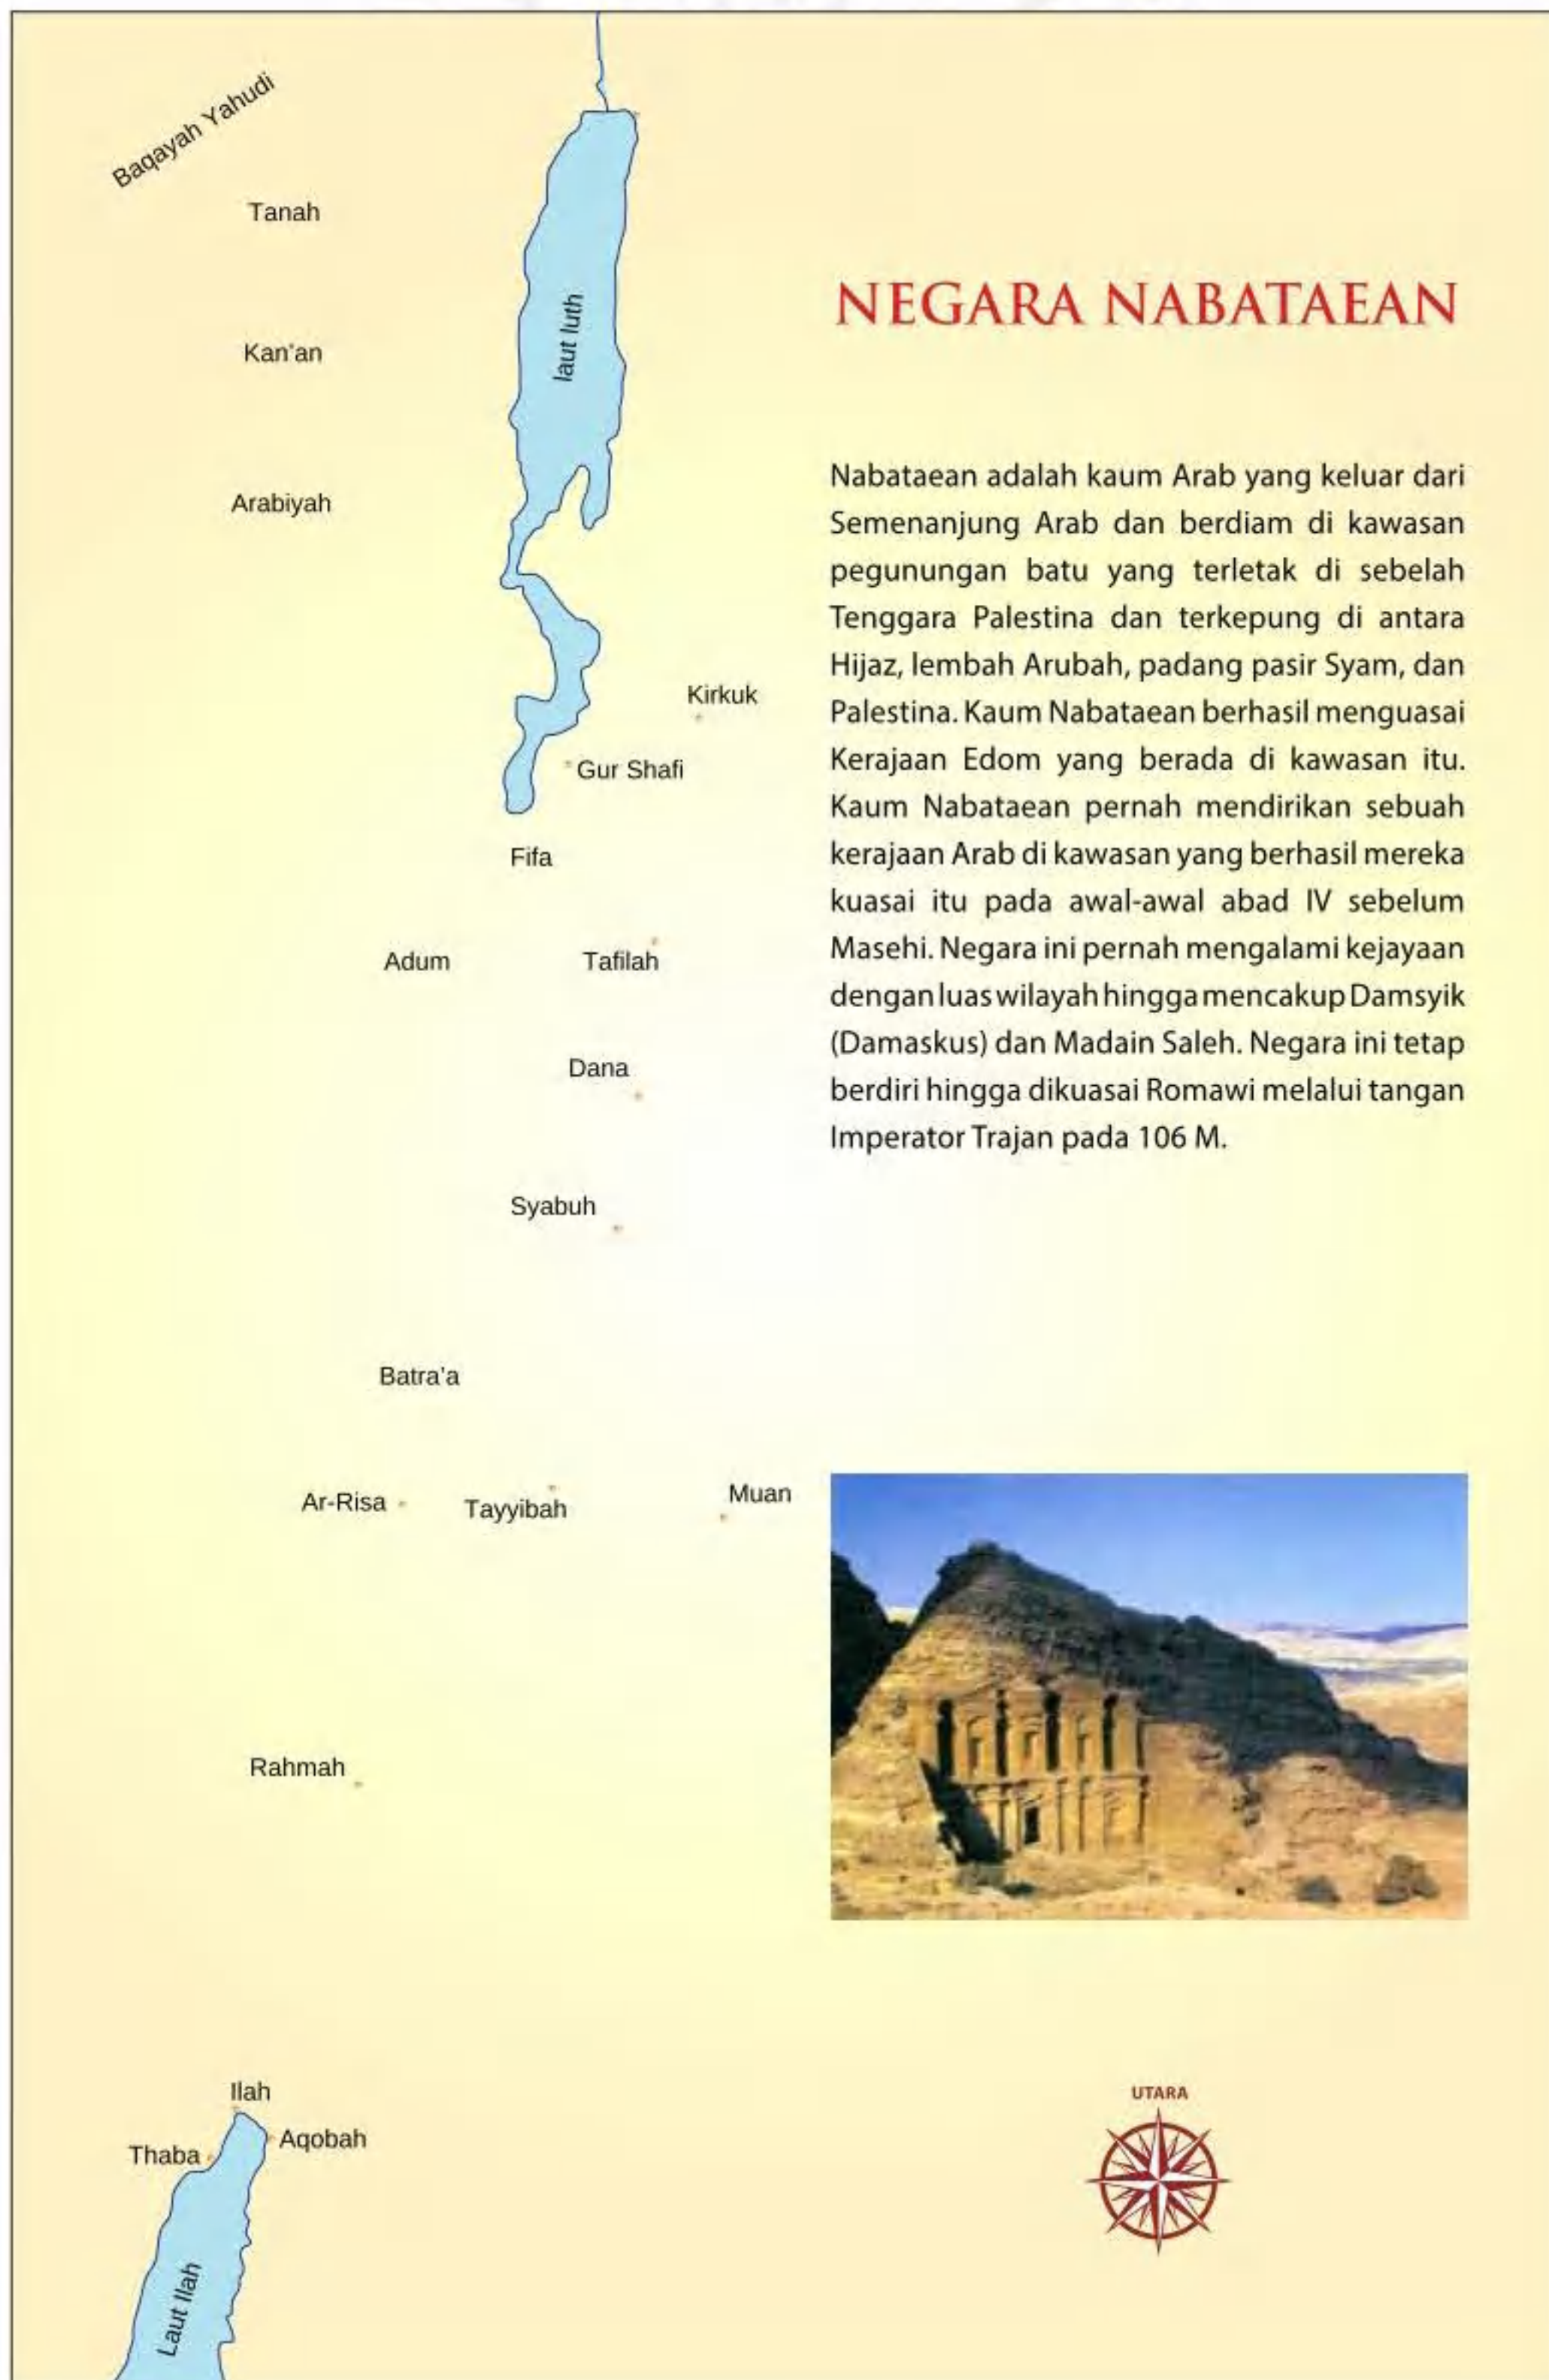 Baqayah Yahudi
Tanah
Kan'an
Arabiyah
laut luth
NEGARA NABATAEAN
Nabataean adalah kaum Arab yang keluar dari
Semenanjung Arab dan berdiam di kawasan
pegunungan batu yang terletak di sebelah
Tenggara Palestina dan terkepung di antara
Hijaz, lembah Arubah, padang pasir Syam, dan
Palestina. Kaum Nabataean berhasil menguasai
Kerajaan Edom yang berada di kawasan itu.
Kaum Nabataean pernah mendirikan sebuah
kerajaan Arab di kawasan yang berhasil mereka
kuasai itu pada awal-awal abad IV sebelum
Masehi. Negara ini pernah mengalami kejayaan
dengan luas wilayah hingga mencakup Damsyik
(Damaskus) dan Madain Saleh. Negara ini tetap
berdiri hingga dikuasai Romawi melalui tangan
Imperator Trajan pada 106 M.
Kirkuk
Gur Shafi
Fifa
Adum
Tafilah
Dana
Syabuh
Batra'a
Ar-Risa
Tayyibah
Muan
Rahmah
Ilah
Aqobah
Thaba
Laut Ilah
UTARA